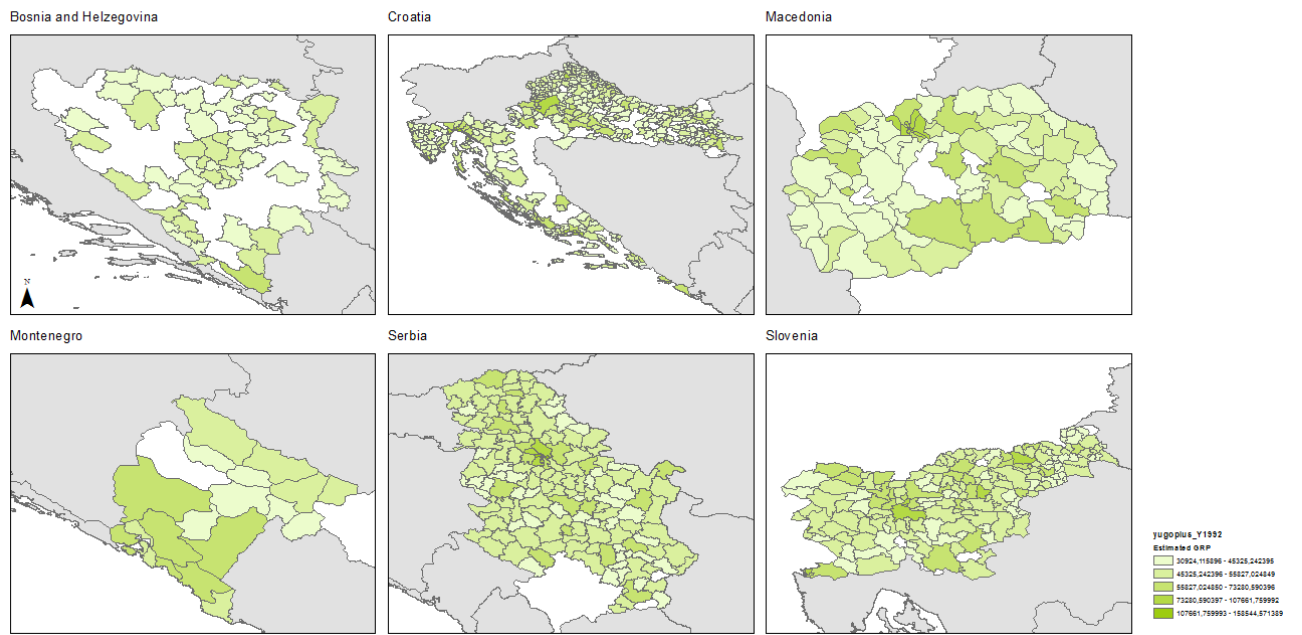 Bosnia and Helzegovina
Croatia
Macedonia
N
Montenegro
Serbia
Slovenia
yugoplus_Y1992
Estimated GRP
30924,115896 - 45325,242395
45325,242396 - 55827,024849
55827,024850 - 73280,590396
73280,590397 - 107661,759992
107661,759993 - 158544,571389